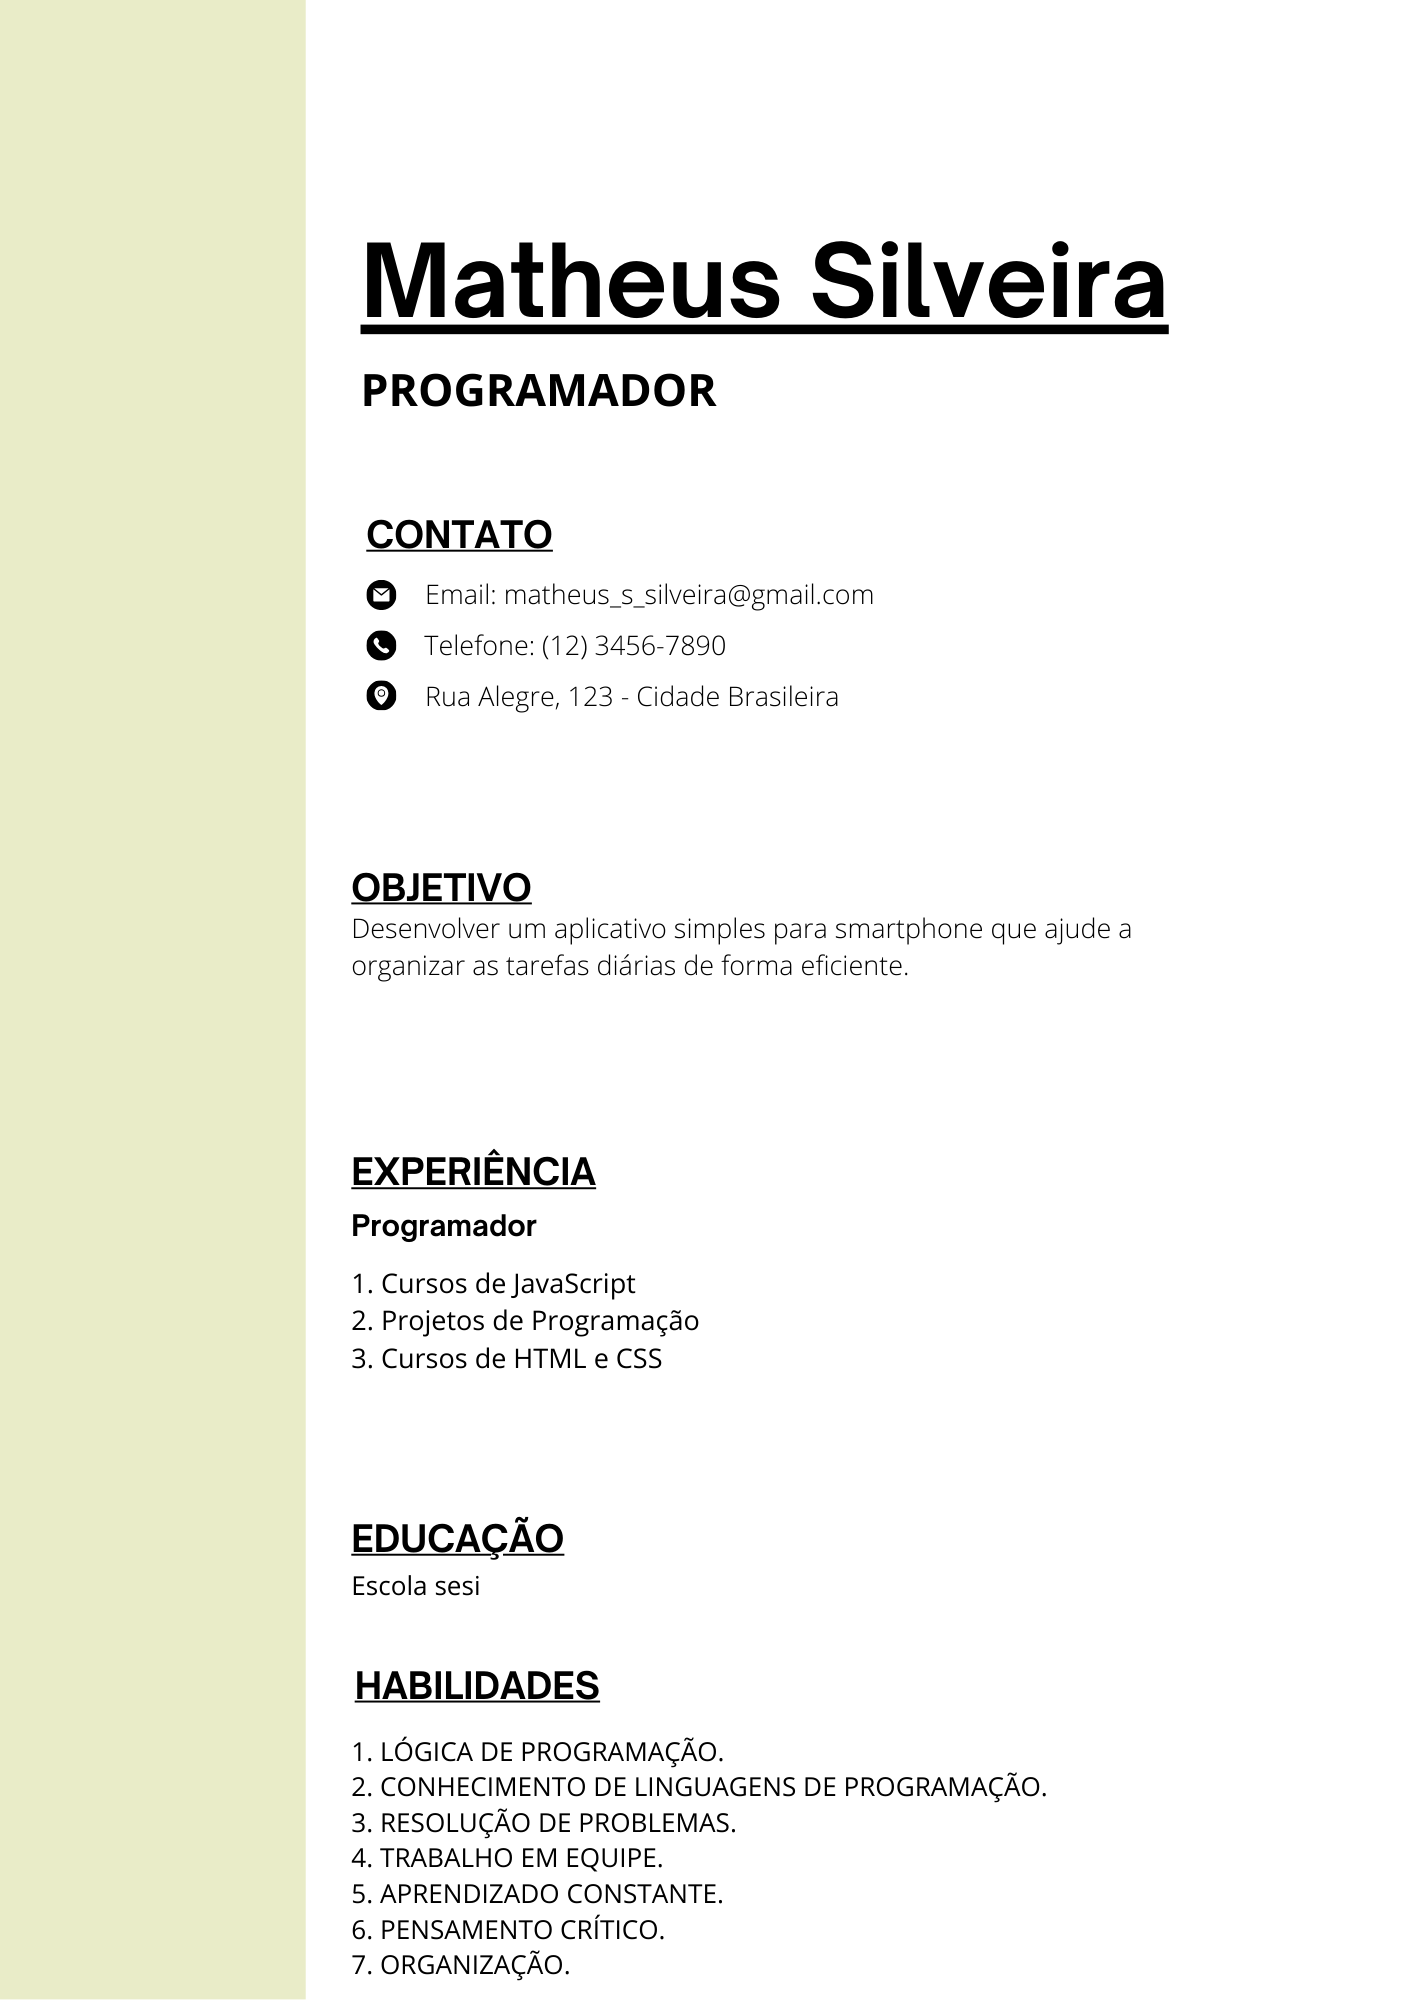 Matheus Silveira
PROGRAMADOR
CONTATO
Email: matheus_s_silveira@gmail.com
Telefone: (12) 3456-7890
Rua Alegre, 123 - Cidade Brasileira
OBJETIVO
Desenvolver um aplicativo simples para smartphone que ajude a
organizar as tarefas diárias de forma eficiente.
EXPERIÊNCIA
Programador
1. Cursos de JavaScript
2. Projetos de Programação
3. Cursos de HTML e CSS
EDUCAÇÃO
Escola sesi
HABILIDADES
1. LÓGICA DE PROGRAMAÇÃO.
2. CONHECIMENTO DE LINGUAGENS DE PROGRAMAÇÃO.
3. RESOLUÇÃO DE PROBLEMAS.
4. TRABALHO EM EQUIPE.
5. APRENDIZADO CONSTANTE.
6. PENSAMENTO CRÍTICO.
7. ORGANIZAÇÃO.